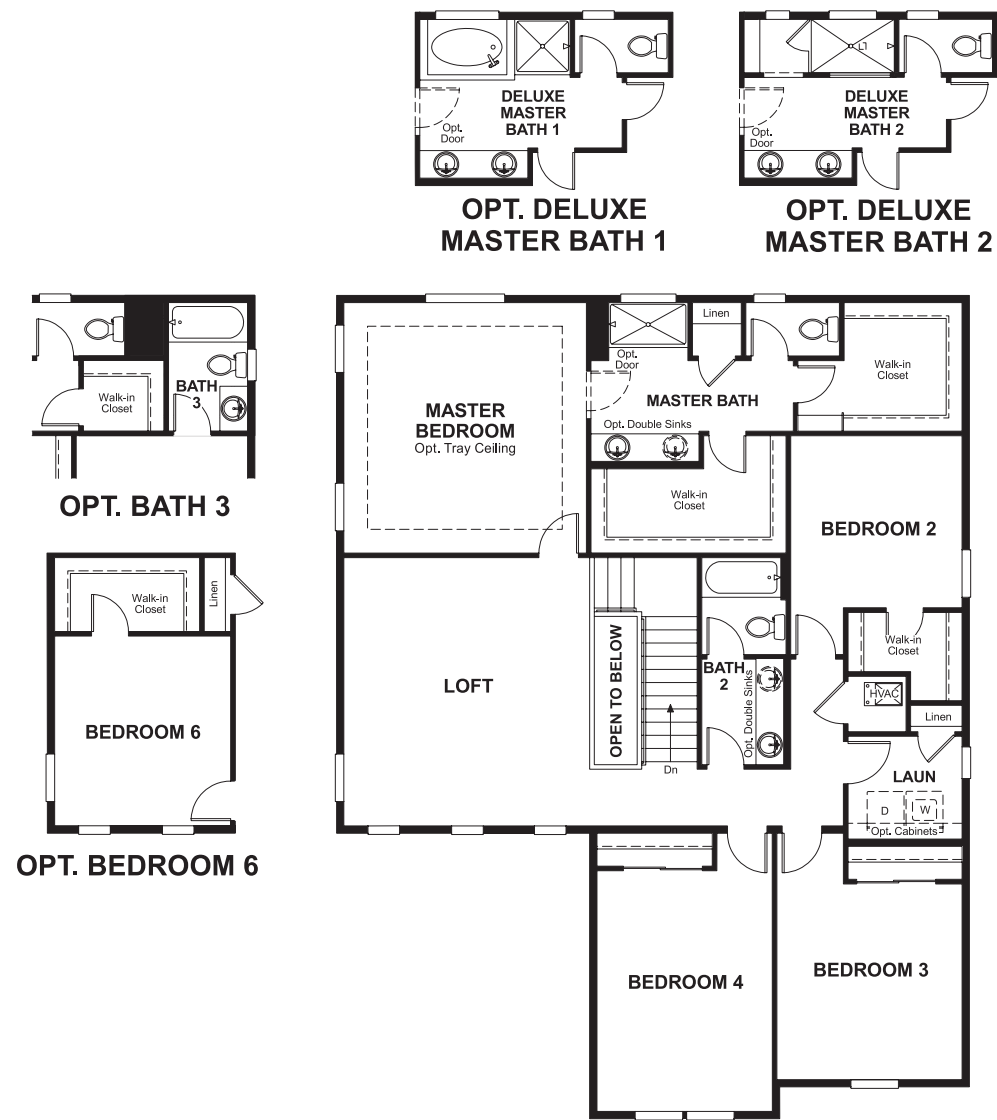 DELUXE
MASTER
BATH 1
Opt.
Door
OPT. DELUXE
MASTER BATH 1
DELUXE
MASTER
BATH 2
Opt.
Door
OPT. DELUXE
MASTER BATH 2
Walk-in
Closet
BATH
3
OPT. BATH 3
MASTER
BEDROOM
Opt. Tray Ceiling
Linen
Opt.
Door
MASTER BATH
Opt. Double Sinks
Walk-in
Closet
Walk-in
Closet
BEDROOM 2
Walk-in
Closet
Linen
BEDROOM 6
OPT. BEDROOM 6
LOFT
OPEN TO BELOW
Dn
BATH
2
Opt. Double Sinks
Walk-in
Closet
HVAC
Linen
LAUN
D
W
Opt. Cabinets
BEDROOM 4
BEDROOM 3